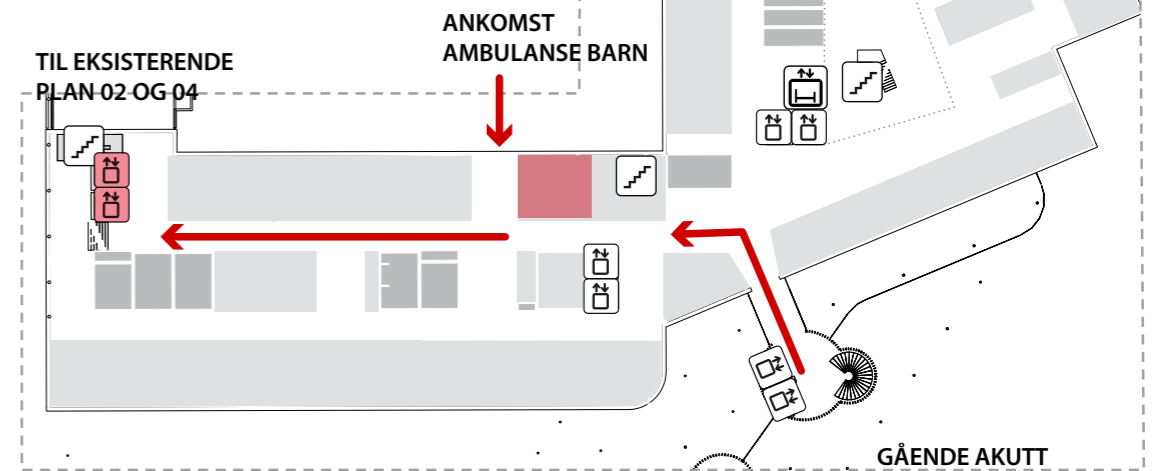 ANKOMST
AMBULANSE BARN
TIL EKSISTERENDE
PLAN 02 OG 04
GÅENDE AKUTT